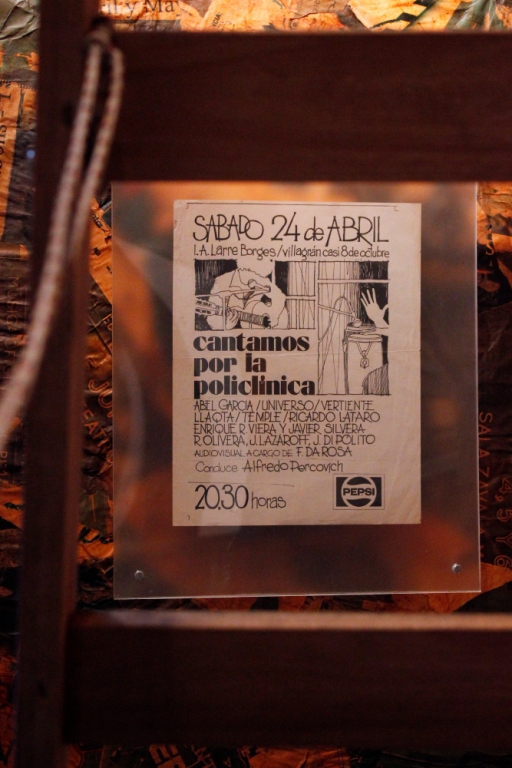 SABADO 24 de ABRIL
I.A. Larre Borges/villagrán casi 8 de octubre
cantamos
por la
policlinica
ABEL GARCIA/UNIVERSO/VERTIENTE
LLAQTA/TEMPLE/RICARDO LATARO
ENRIQUE R. VIERA Y JAVIER SILVERA
R. OLIVERA, J. LAZAROFF, J. DI POLITO
AUDIOVISUAL A CARGO DE F. DA ROSA
Conduce Alfredo Percovich
20.30 horas
PEPSI